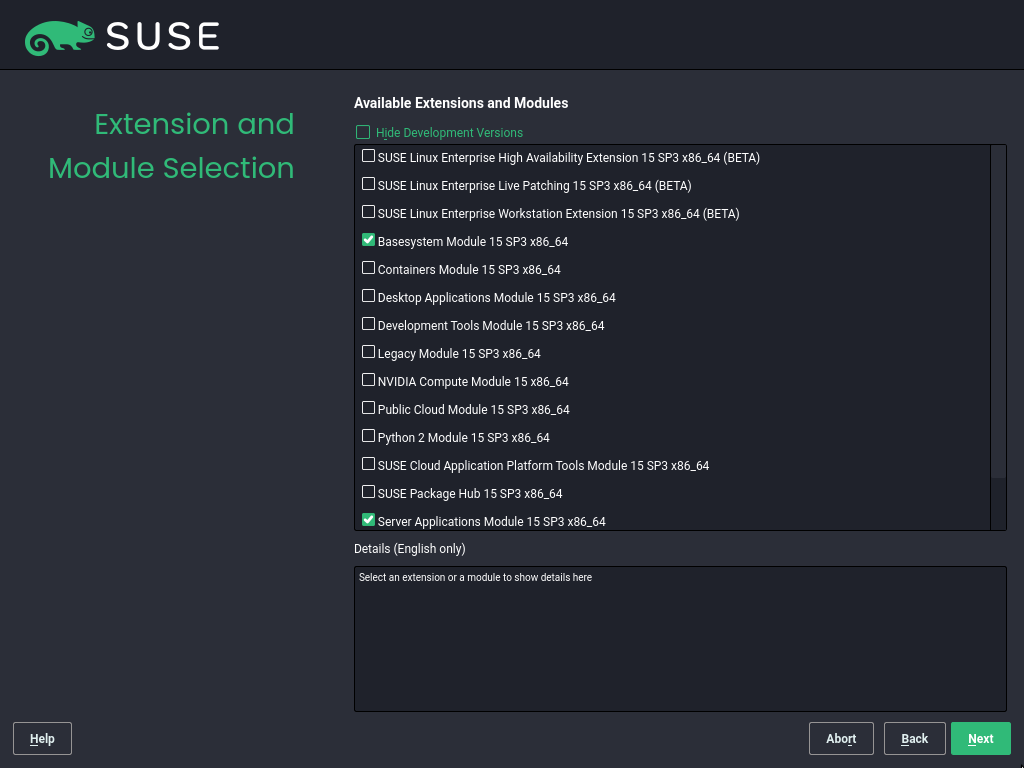 SUSE
Extension and
Module Selection
Available Extensions and Modules
Hide Development Versions
SUSE Linux Enterprise High Availability Extension 15 SP3 x86_64 (BETA)
SUSE Linux Enterprise Live Patching 15 SP3 x86_64 (BETA)
SUSE Linux Enterprise Workstation Extension 15 SP3 x86_64 (BETA)
Basesystem Module 15 SP3 x86_64
Containers Module 15 SP3 x86_64
Desktop Applications Module 15 SP3 x86_64
Development Tools Module 15 SP3 x86_64
Legacy Module 15 SP3 x86_64
NVIDIA Compute Module 15 x86_64
Public Cloud Module 15 SP3 x86_64
Python 2 Module 15 SP3 x86_64
SUSE Cloud Application Platform Tools Module 15 SP3 x86_64
SUSE Package Hub 15 SP3 x86_64
Server Applications Module 15 SP3 x86_64
Details (English only)
Select an extension or a module to show details here
Help
Abort
Back
Next